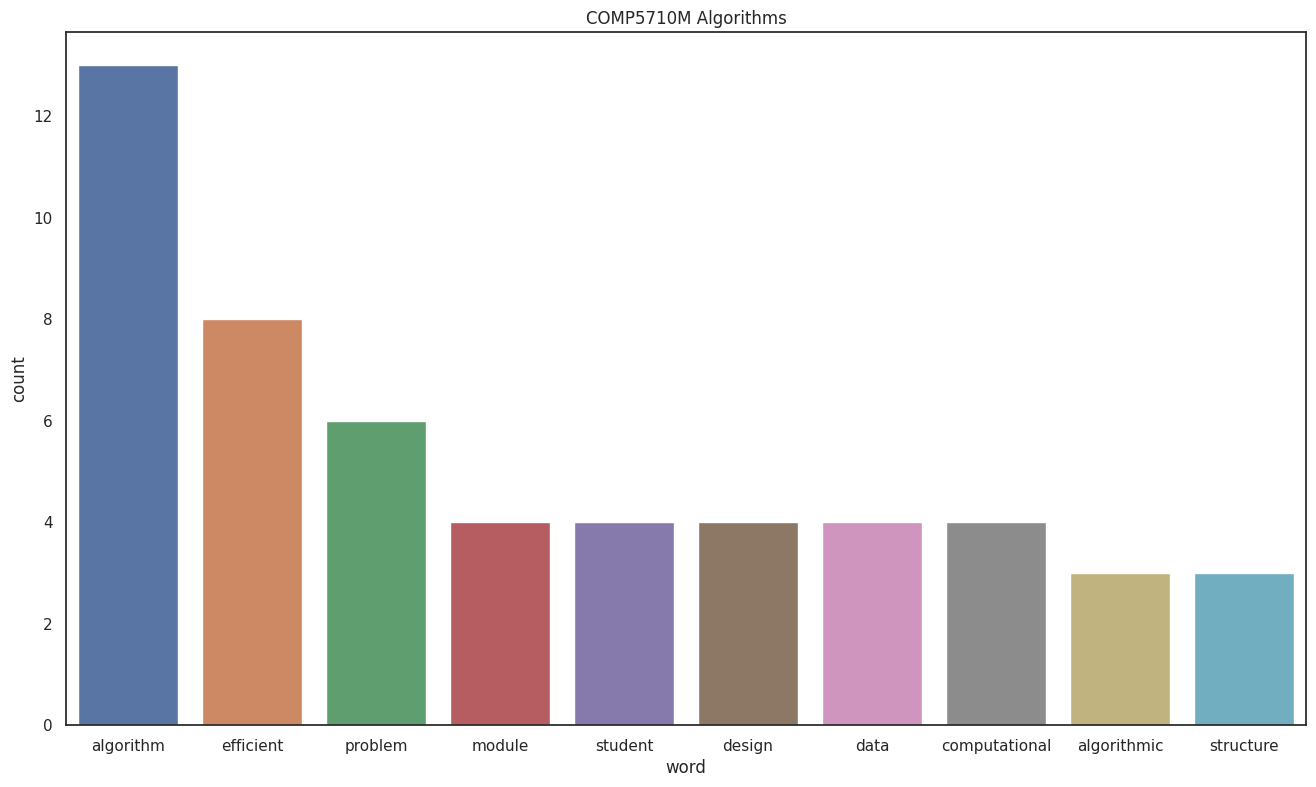 COMP5710M Algorithms
count
12
10
8
6
4
2
0
algorithm efficient problem module student design data computational algorithmic structure
word